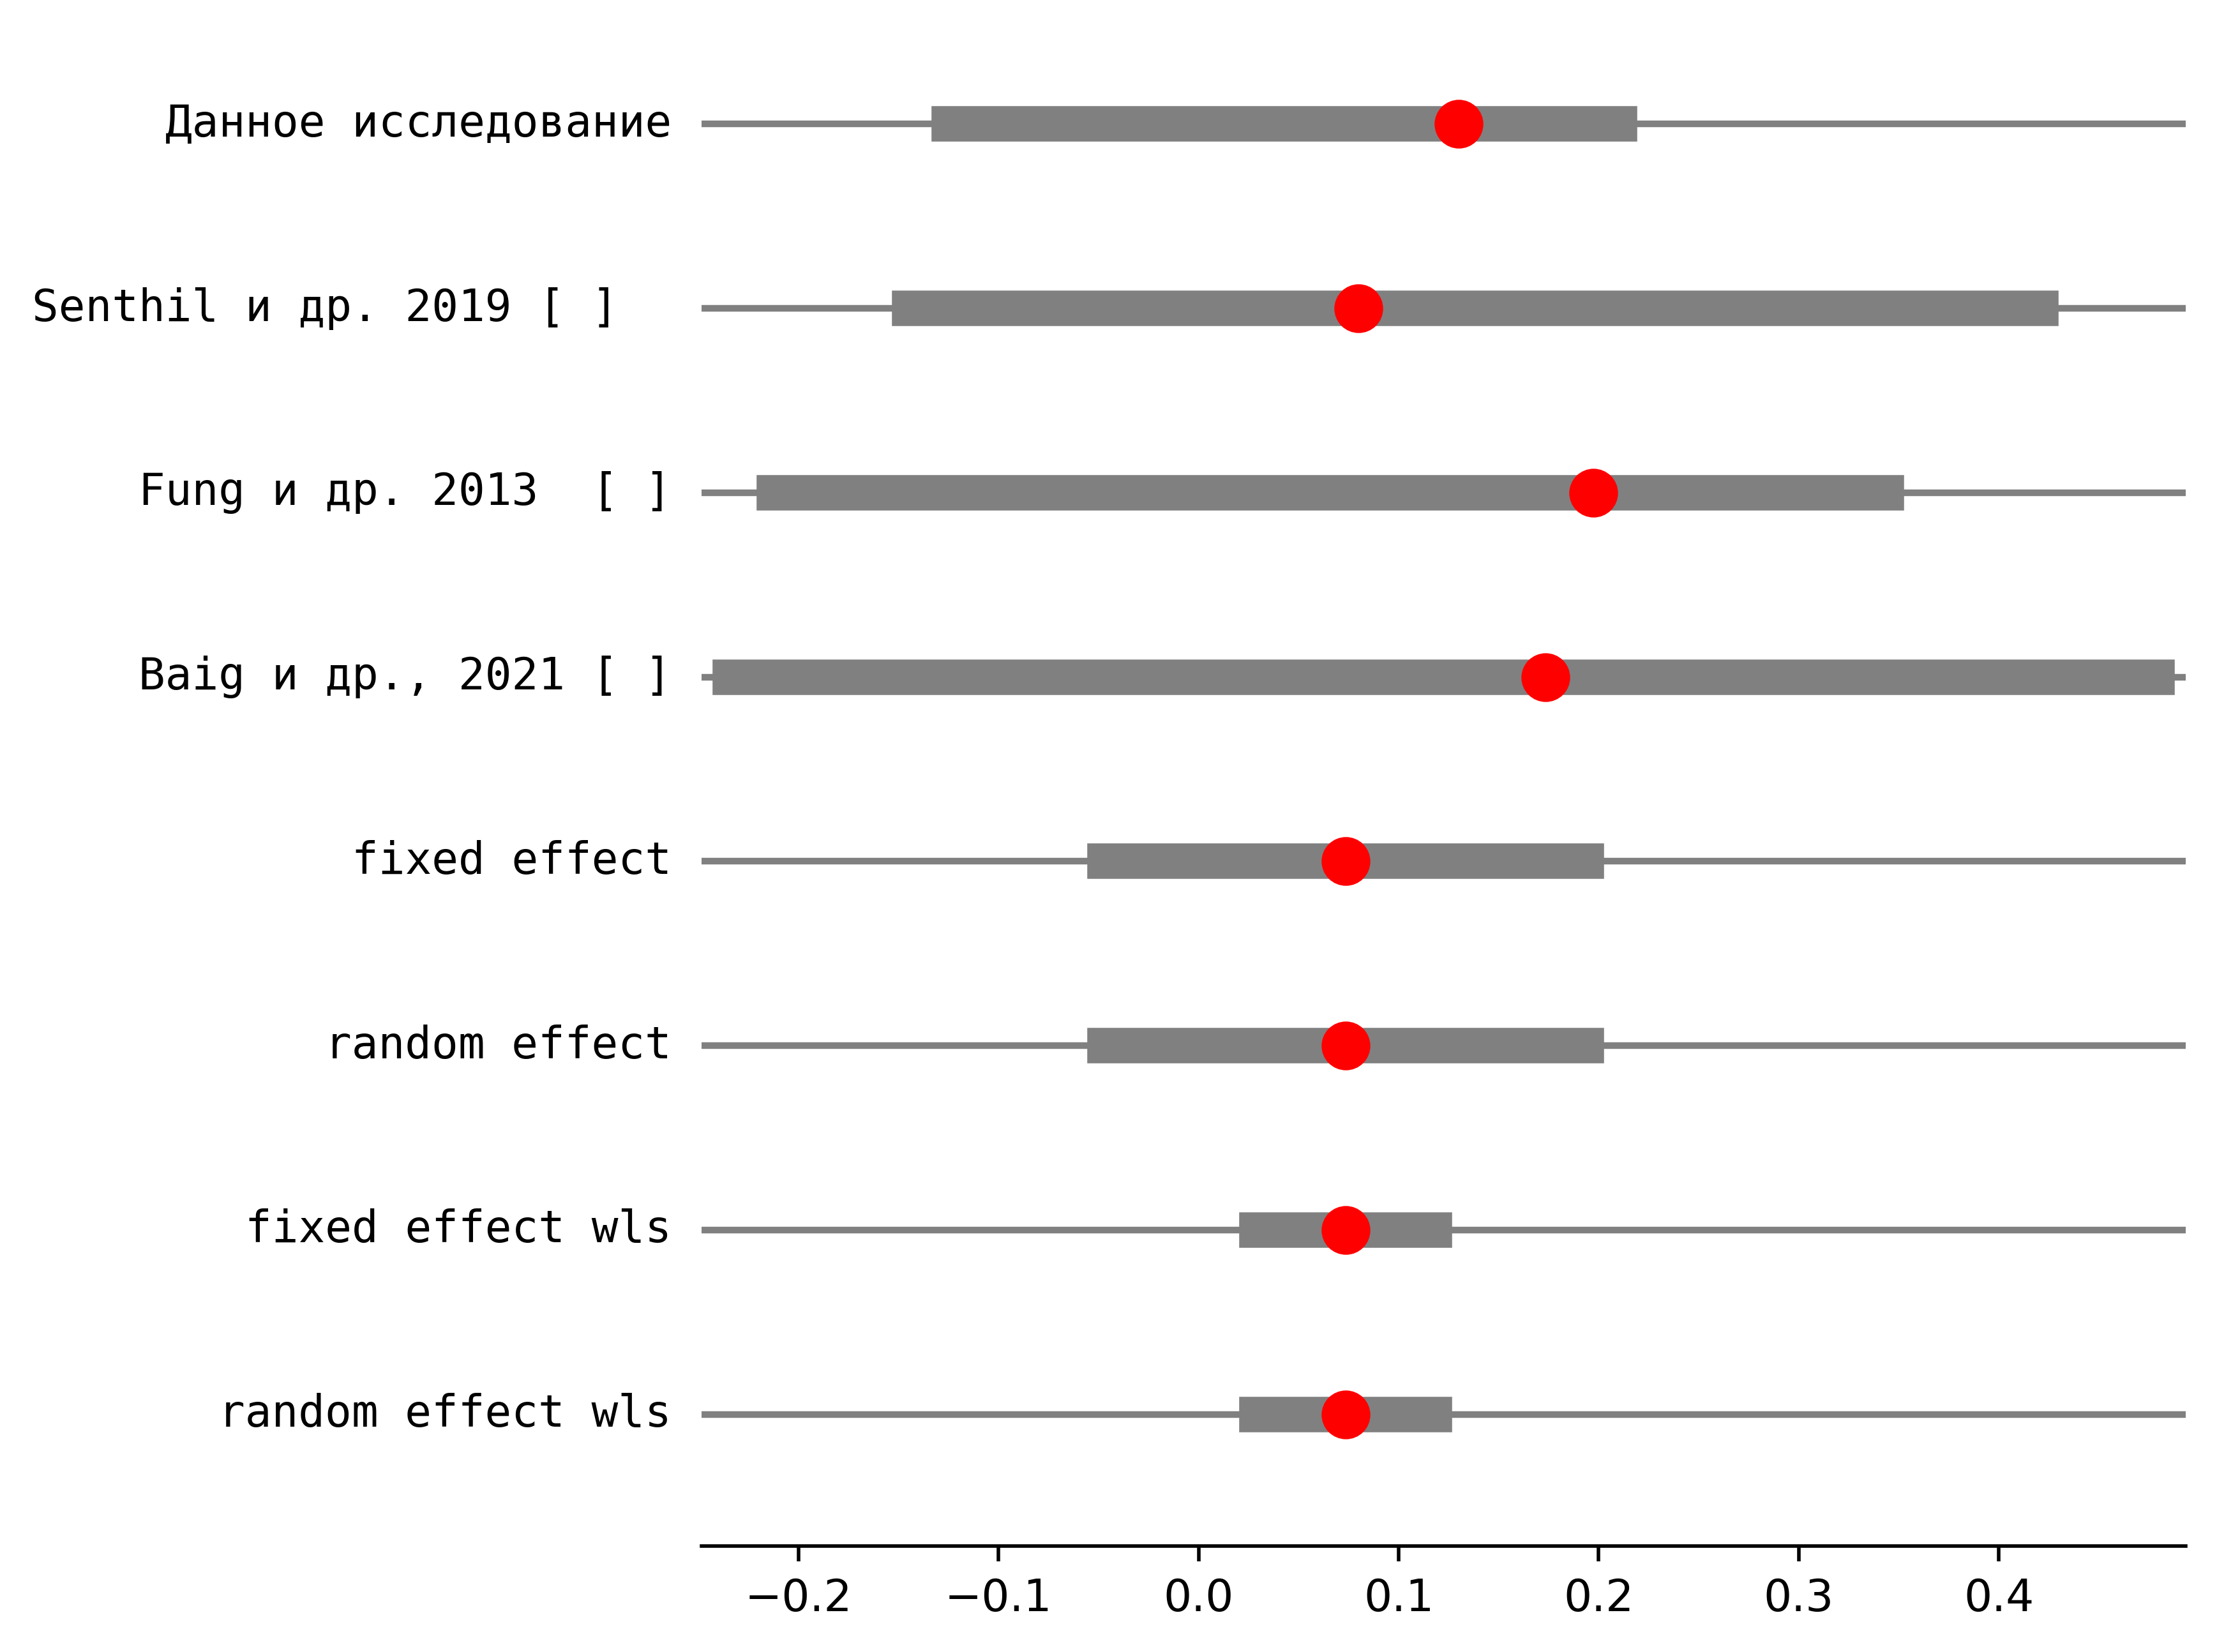 Данное исследование
Senthil и др. 2019 [ ]
Fung и др. 2013  [ ]
Baig и др., 2021 [ ]
fixed effect
random effect
fixed effect wls
random effect wls
−0.2 −0.1 0.0 0.1 0.2 0.3 0.4